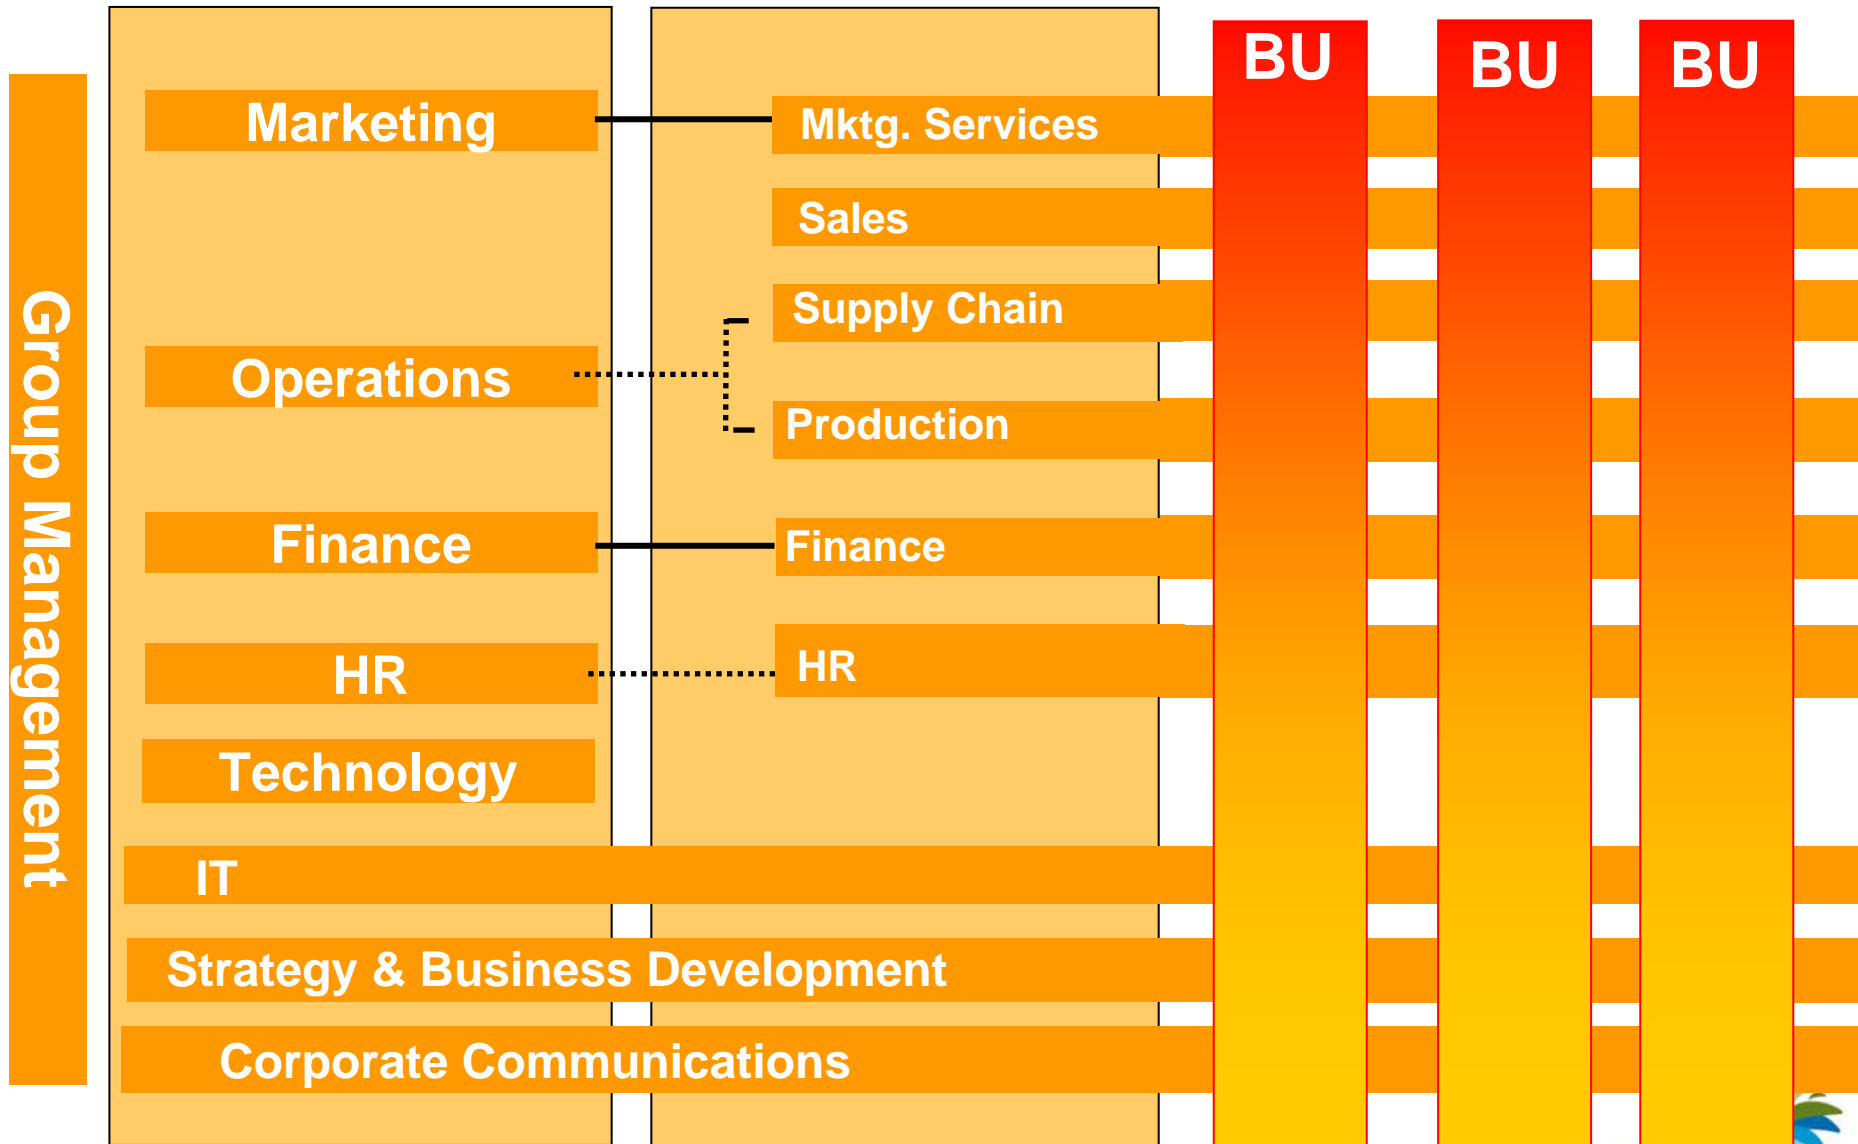 Group Management
BU
BU
BU
Marketing
Mktg. Services
Sales
Supply Chain
Operations
Production
Finance
Finance
HR
HR
Technology
IT
Strategy & Business Development
Corporate Communications